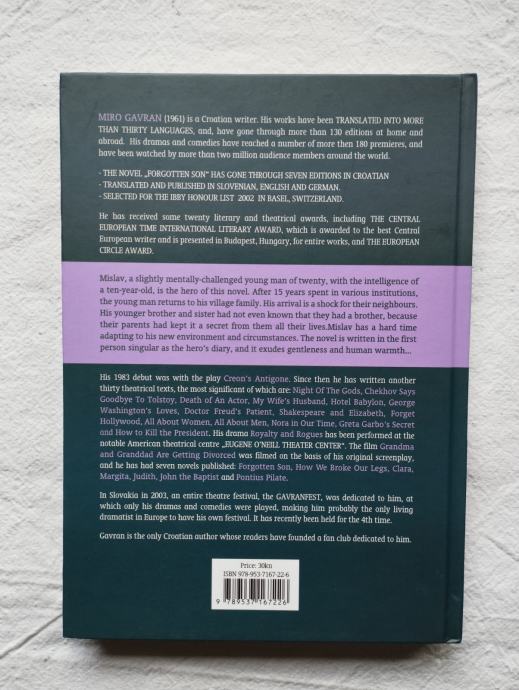 MIRO GAVRAN (1961) is a Croatian writer. His works have been TRANSLATED INTO MORE
THAN THIRTY LANGUAGES, and, have gone through more than 130 editions at home and
abroad. His dramas and comedies have reached a number of more then 180 premieres, and
have been watched by more than two million audience members around the world.
- THE NOVEL „FORGOTTEN SON“ HAS GONE THROUGH SEVEN EDITIONS IN CROATIAN
- TRANSLATED AND PUBLISHED IN SLOVENIAN, ENGLISH AND GERMAN.
- SELECTED FOR THE IBBY HONOUR LIST 2002 IN BASEL, SWITZERLAND.
He has received some twenty literary and theatrical awards, including THE CENTRAL
EUROPEAN TIME INTERNATIONAL LITERARY AWARD, which is awarded to the best Central
European writer and is presented in Budapest, Hungary, for entire works, and THE EUROPEAN
CIRCLE AWARD.
Mislav, a slightly mentally-challenged young man of twenty, with the intelligence of
a ten-year-old, is the hero of this novel. After 15 years spent in various institutions,
the young man returns to his village family. His arrival is a shock for their neighbours.
His younger brother and sister had not even known that they had a brother, because
their parents had kept it a secret from them all their lives.Mislav has a hard time
adapting to his new environment and circumstances. The novel is written in the first
person singular as the hero's diary, and it exudes gentleness and human warmth...
His 1983 debut was with the play Creon's Antigone. Since then he has written another
thirty theatrical texts, the most significant of which are: Night Of The Gods, Chekhov Says
Goodbye To Tolstoy, Death of An Actor, My Wife's Husband, Hotel Babylon, George
Washington's Loves, Doctor Freud's Patient, Shakespeare and Elizabeth, Forget
Hollywood, All About Women, All About Men, Nora in Our Time, Greta Garbo's Secret
and How to Kill the President. His drama Royalty and Rogues has been performed at the
notable American theatrical centre „EUGENE O'NEILL THEATER CENTER“. The film Grandma
and Granddad Are Getting Divorced was filmed on the basis of his original screenplay,
and he has had seven novels published: Forgotten Son, How We Broke Our Legs, Clara,
Margita, Judith, John the Baptist and Pontius Pilate.
In Slovakia in 2003, an entire theatre festival, the GAVRANFEST, was dedicated to him, at
which only his dramas and comedies were played, making him probably the only living
dramatist in Europe to have his own festival. It has recently been held for the 4th time.
Gavran is the only Croatian author whose readers have founded a fan club dedicated to him.
Price: 30kn
ISBN 978-953-7167-22-6
9 789537 167226